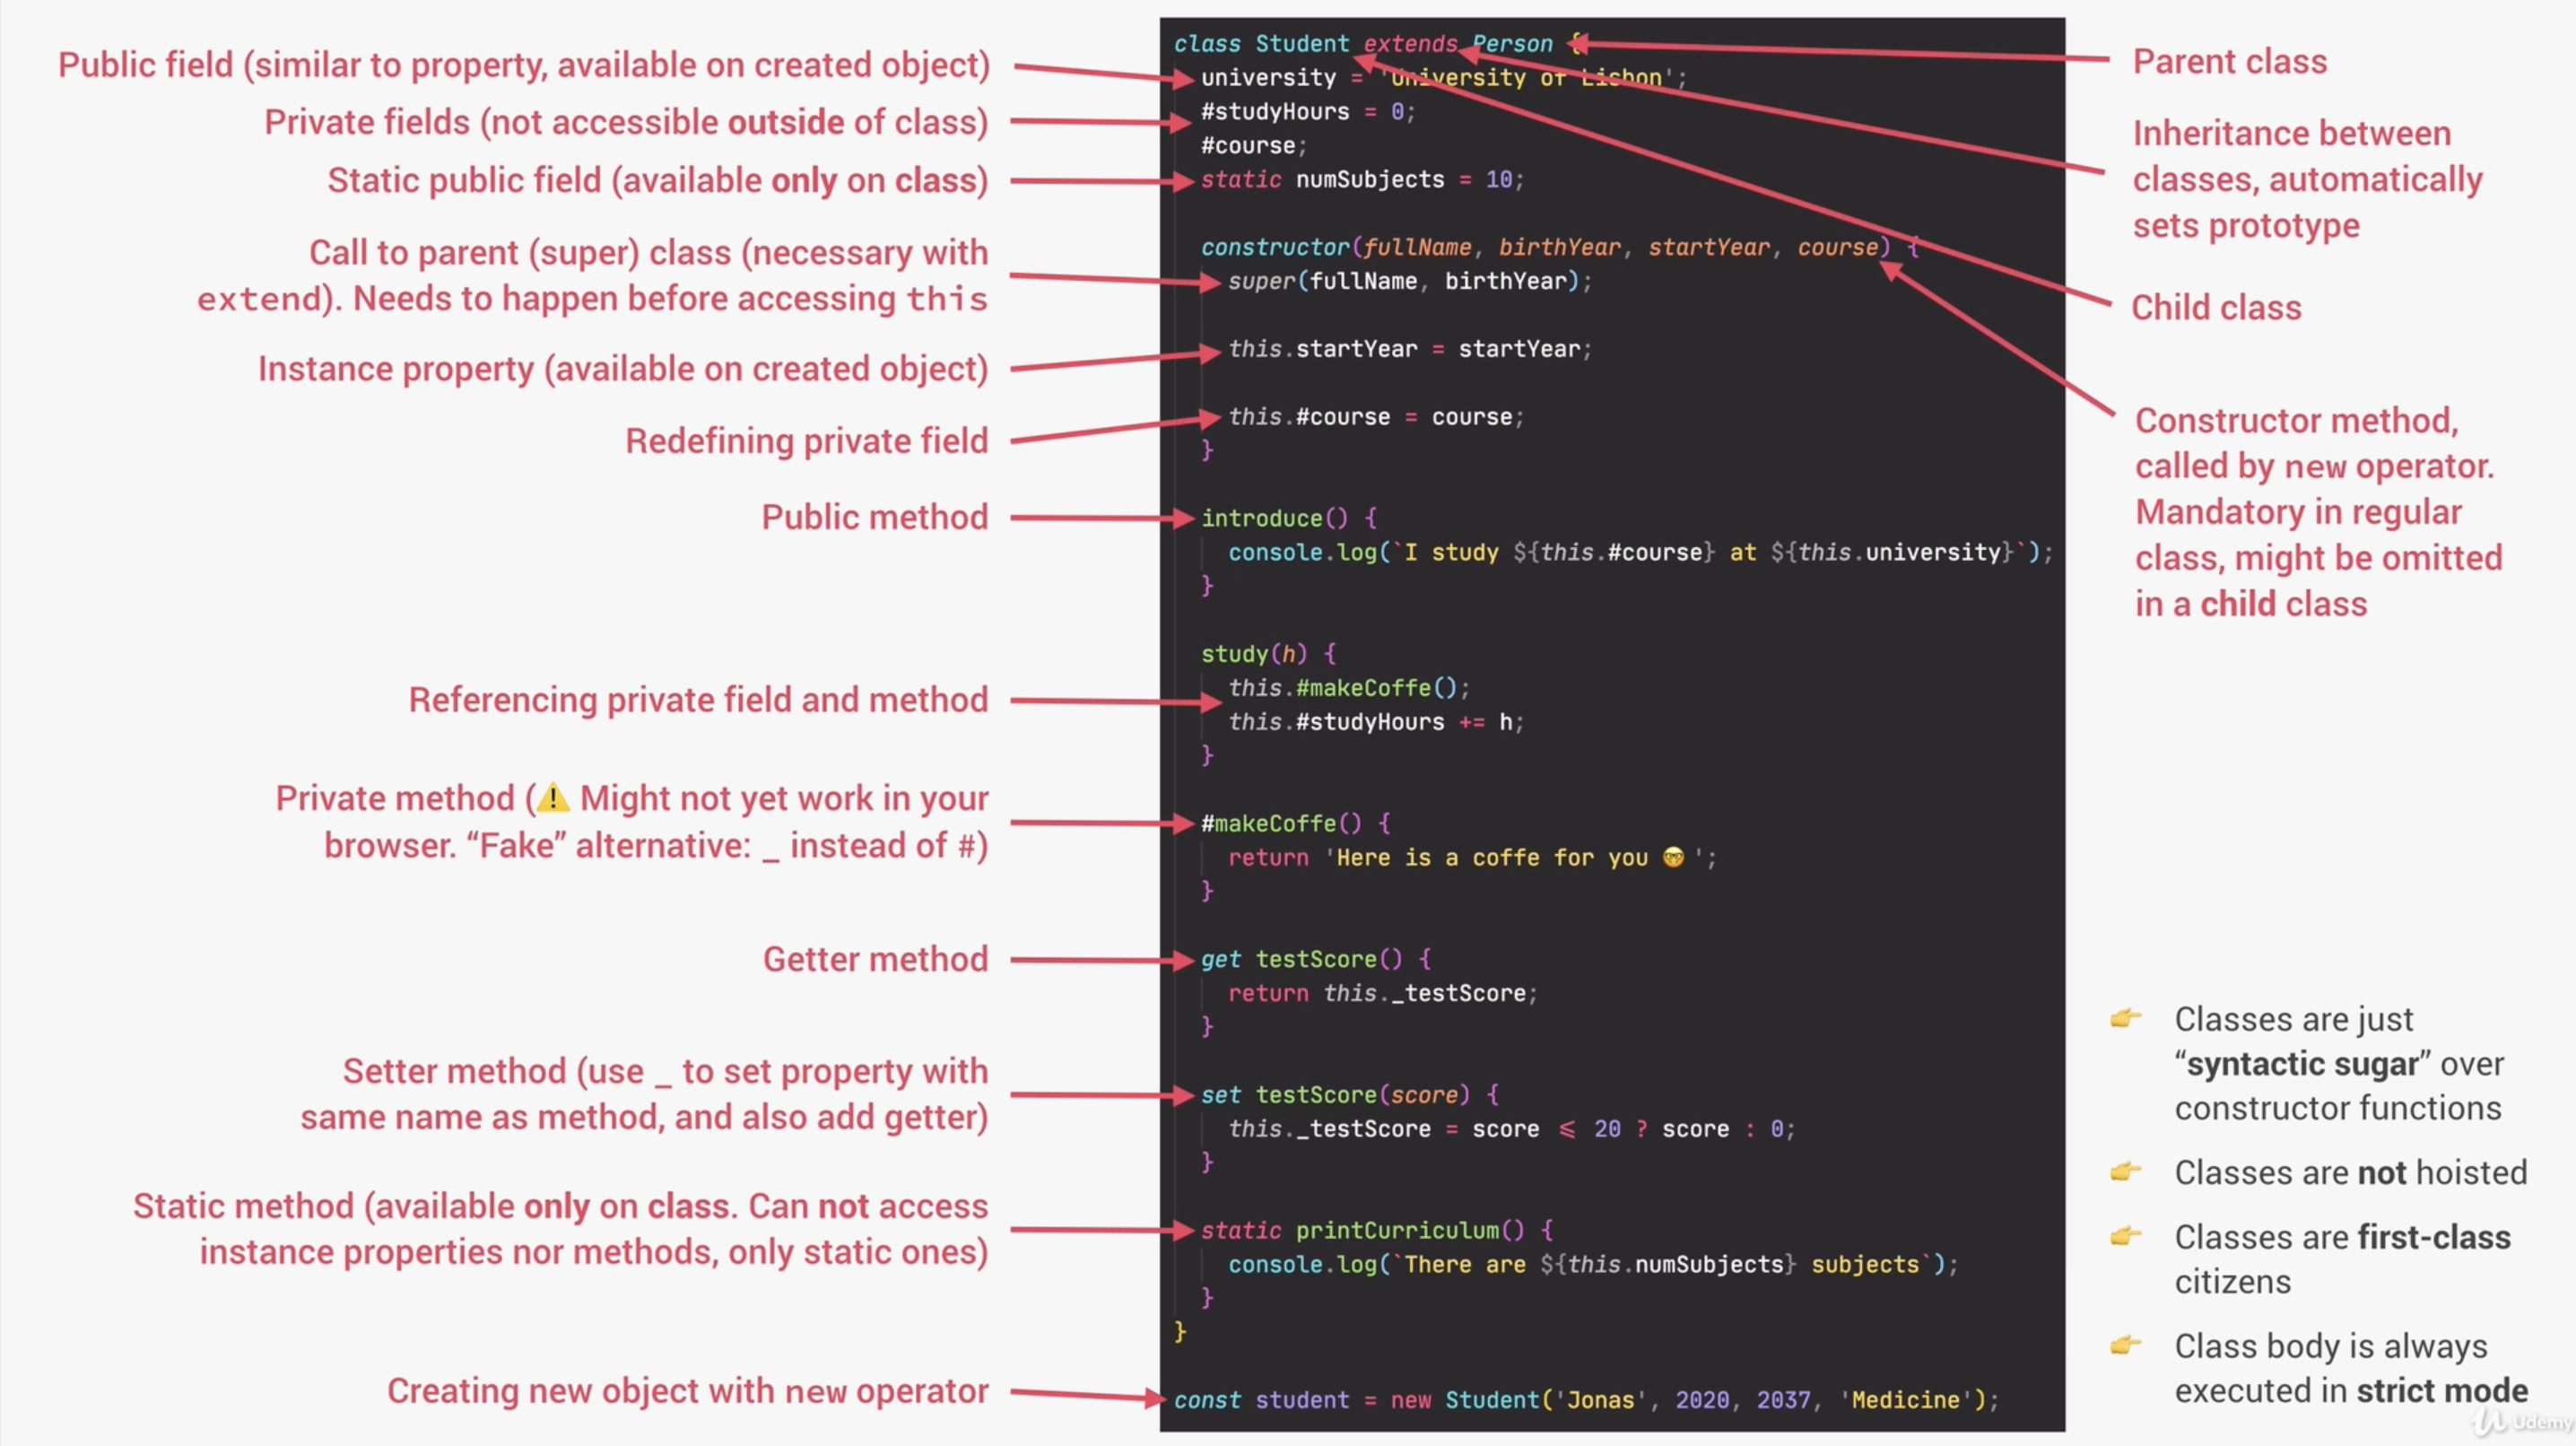 Public field (similar to property, available on created object)
Private fields (not accessible outside of class)
Static public field (available only on class)
Call to parent (super) class (necessary with
extend). Needs to happen before accessing this
Instance property (available on created object)
Redefining private field
Public method
Referencing private field and method
Private method (⚠️ Might not yet work in your
browser. “Fake” alternative: _ instead of #)
Getter method
Setter method (use _ to set property with
same name as method, and also add getter)
Static method (available only on class. Can not access
instance properties nor methods, only static ones)
Creating new object with new operator
class Student extends Person {
university = 'University of Lisbon';
#studyHours = 0;
#course;
static numSubjects = 10;
constructor(fullName, birthYear, startYear, course) {
super(fullName, birthYear);
this.startYear = startYear;
this.#course = course;
}
introduce() {
console.log(`I study ${this.#course} at ${this.university}`);
}
study(h) {
this.#makeCoffe();
this.#studyHours += h;
}
#makeCoffe() {
return 'Here is a coffe for you 🤓 ';
}
get testScore() {
return this._testScore;
}
set testScore(score) {
this._testScore = score ⩽ 20 ? score : 0;
}
static printCurriculum() {
console.log(`There are ${this.numSubjects} subjects`);
}
}
const student = new Student('Jonas', 2020, 2037, 'Medicine');
Parent class
Inheritance between
classes, automatically
sets prototype
Child class
Constructor method,
called by new operator.
Mandatory in regular
class, might be omitted
in a child class
👉 Classes are just
“syntactic sugar” over
constructor functions
👉 Classes are not hoisted
👉 Classes are first-class
citizens
👉 Class body is always
executed in strict mode
Udemy